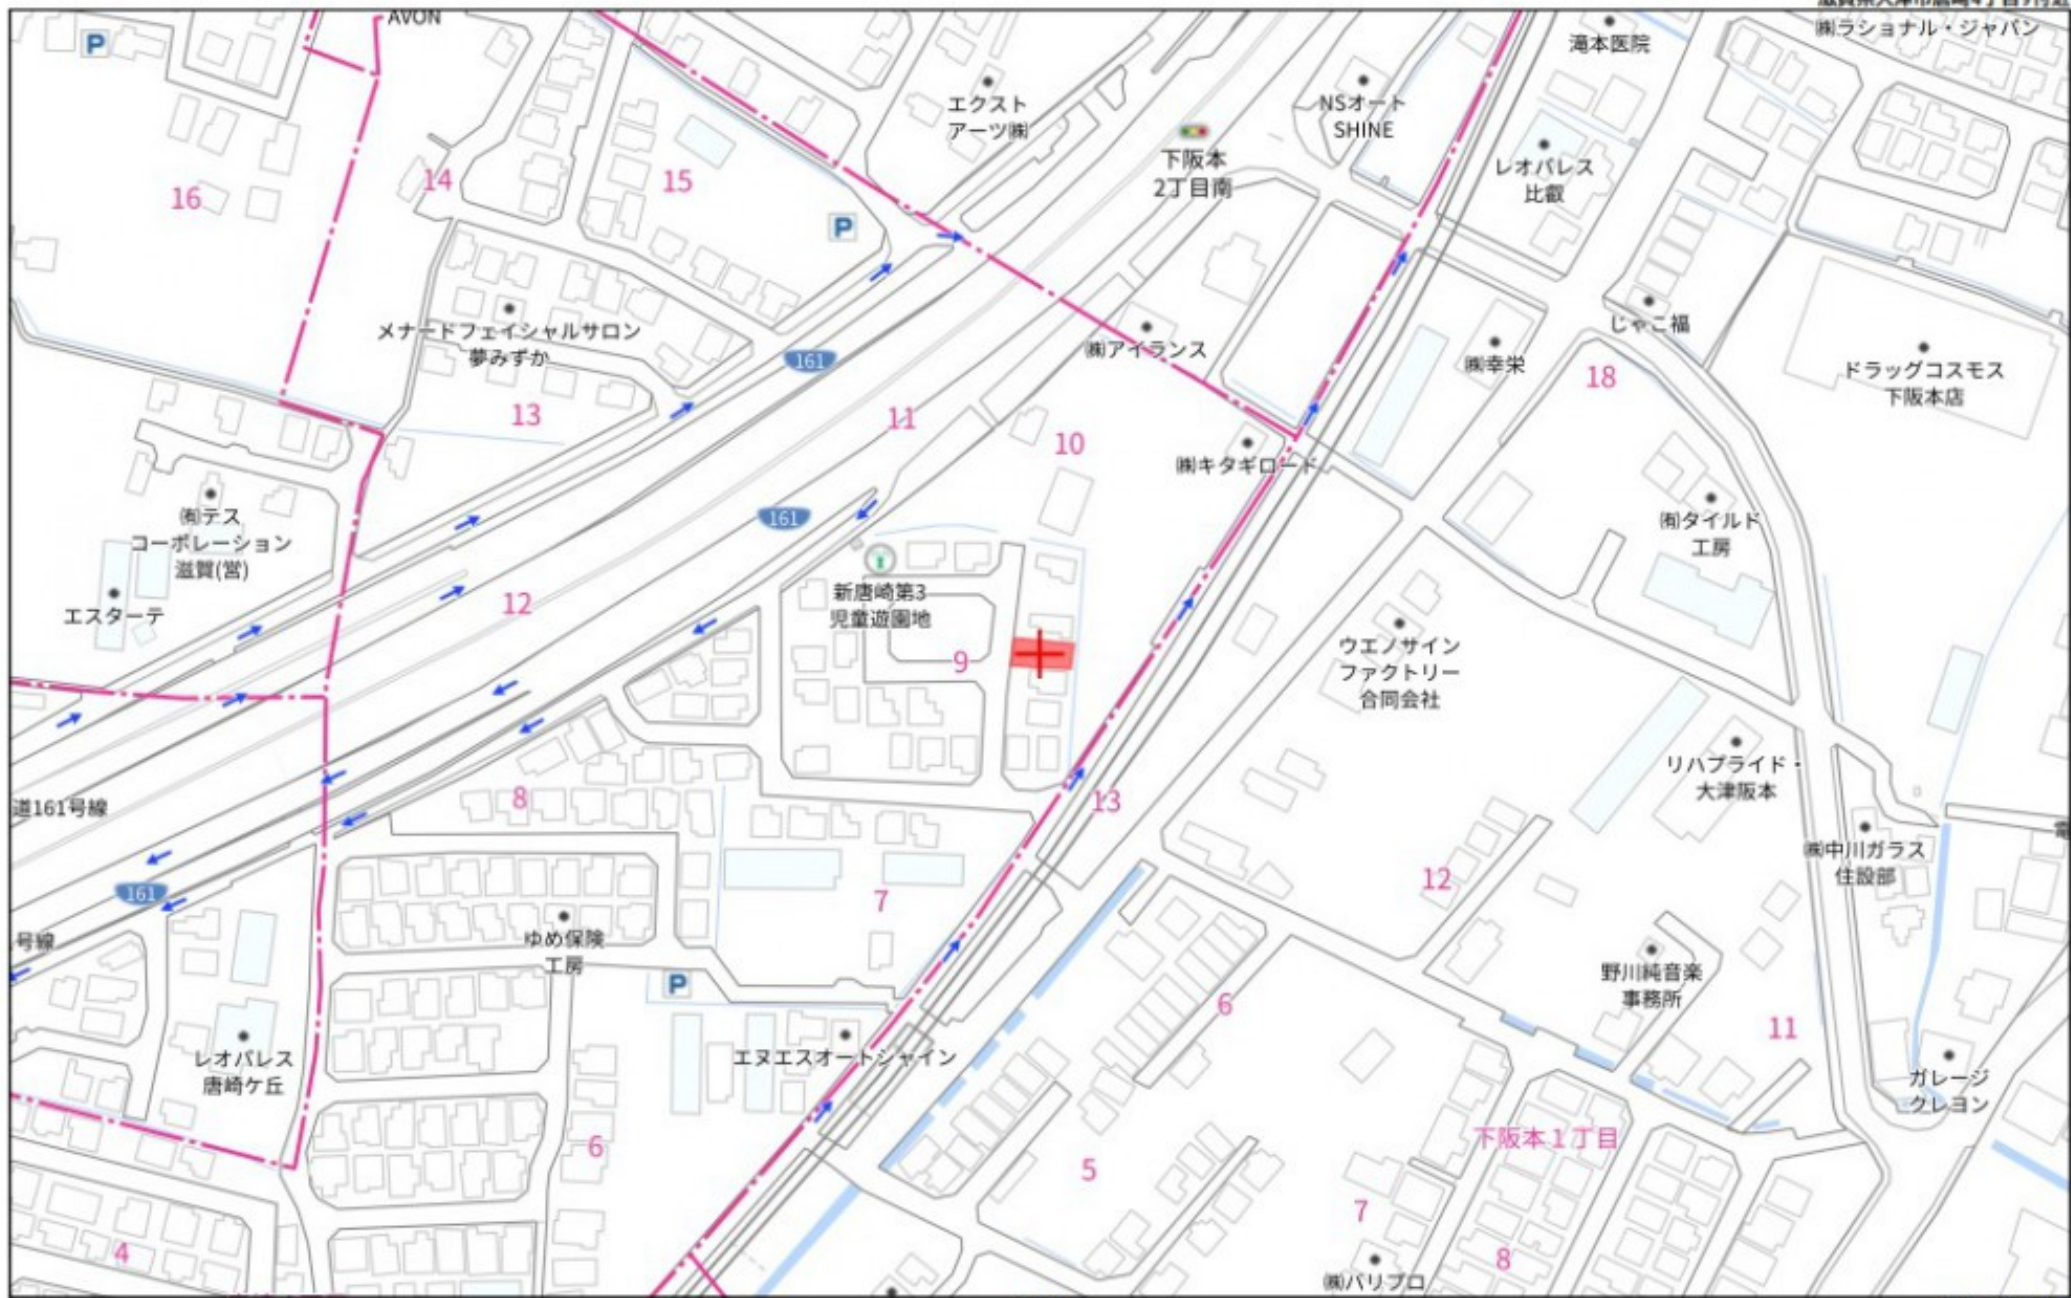 AVON
㈱ラショナル・ジャパン
滝本医院
P
エクスト
アーツ㈱
NSオート
SHINE
下阪本
2丁目南
レオパレス
比叡
16
14
15
P
メナードフェイシャルサロン
夢みずか
161
㈱アイランス
じゃこ福
㈱幸栄
ドラッグコスモス
下阪本店
18
13
11
10
㈱キタギロード
㈲テス
コーポレーション
滋賀(営)
161
㈲タイルド
工房
エスターテ
12
新唐崎第3
児童遊園地
9
ウエノサイン
ファクトリー
合同会社
リハプライド・
大津阪本
道161号線
8
13
㈱中川ガラス
住設部
161
7
12
号線
ゆめ保険
工房
P
6
野川純音楽
事務所
11
レオパレス
唐崎ケ丘
エヌエスオートシャイン
ガレージ
クレヨン
6
5
下阪本1丁目
7
4
8
㈱バリプロ